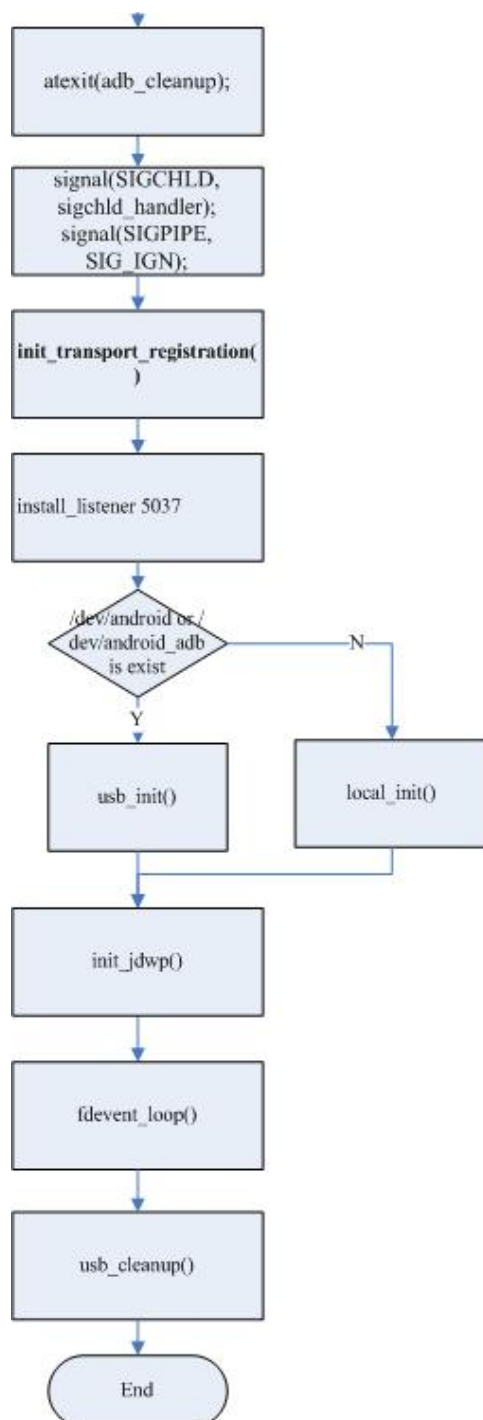 atexit(adb_cleanup);
signal(SIGCHLD,
sigchld_handler);
signal(SIGPIPE,
SIG_IGN);
init_transport_registration(
)
install_listener 5037
/dev/android or /
dev/android_adb
is exist
N
Y
usb_init()
local_init()
init_jdwp()
fdevent_loop()
usb_cleanup()
End